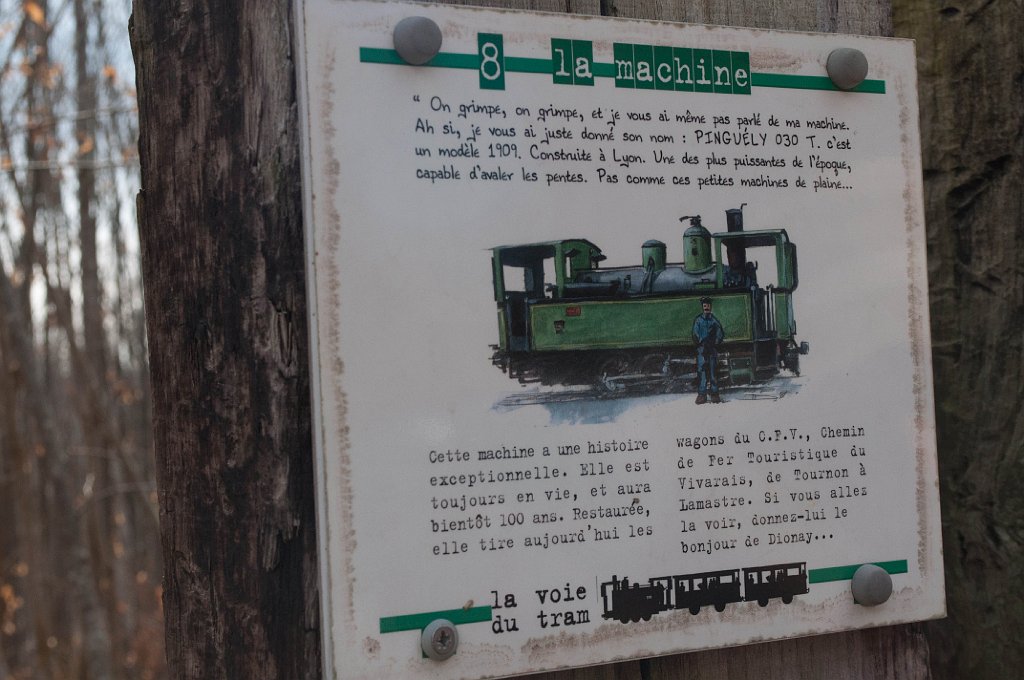 8 la machine
“ On grimpe, on grimpe, et je vous ai même pas parlé de ma machine.
Ah si, je vous ai juste donné son nom : PINGUÉLY 030 T. c'est
un modèle 1909. Construite à Lyon. Une des plus puissantes de l'époque,
capable d'avaler les pentes. Pas comme ces petites machines de plaine...
Cette machine a une histoire
exceptionnelle. Elle est
toujours en vie, et aura
bientôt 100 ans. Restaurée,
elle tire aujourd'hui les
wagons du C.F.V., Chemin
de Fer Touristique du
Vivarais, de Tournon à
Lamastre. Si vous allez
la voir, donnez-lui le
bonjour de Dionay...
la voie
du tram